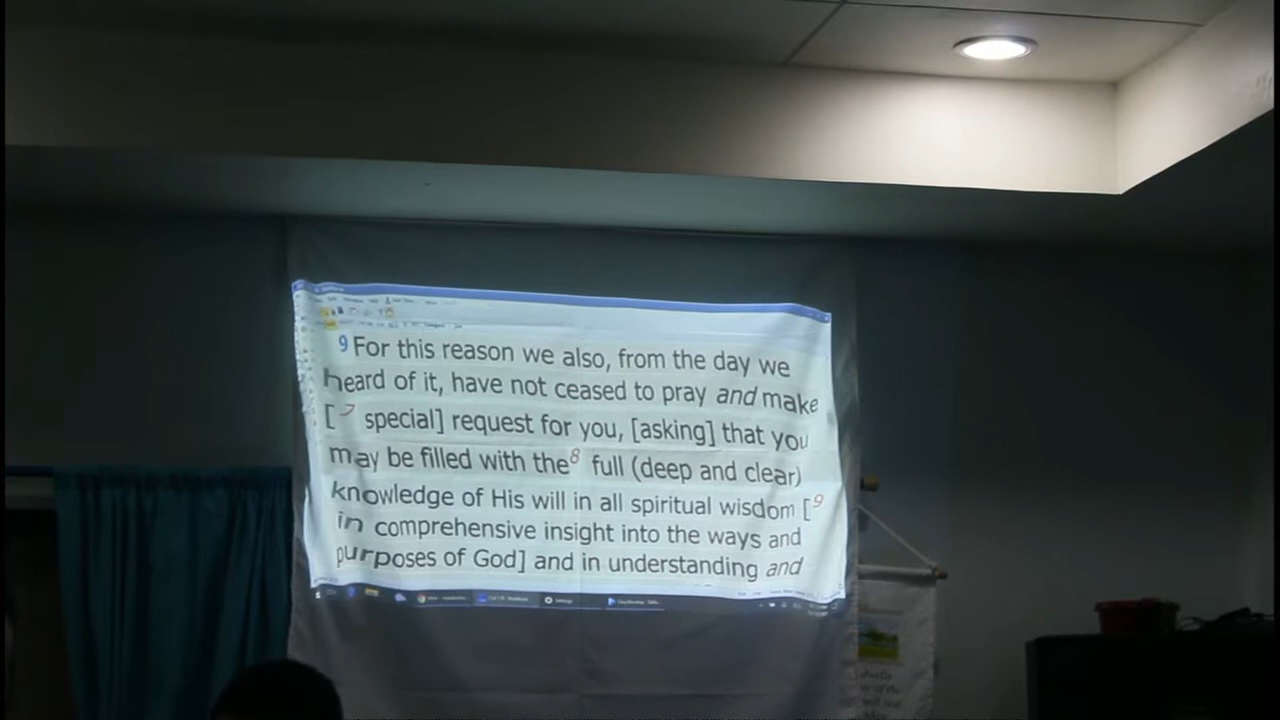 9 For this reason we also, from the day we
heard of it, have not ceased to pray and make
[7 special] request for you, [asking] that you
may be filled with the8 full (deep and clear)
knowledge of His will in all spiritual wisdom [9
in comprehensive insight into the ways and
purposes of God] and in understanding and